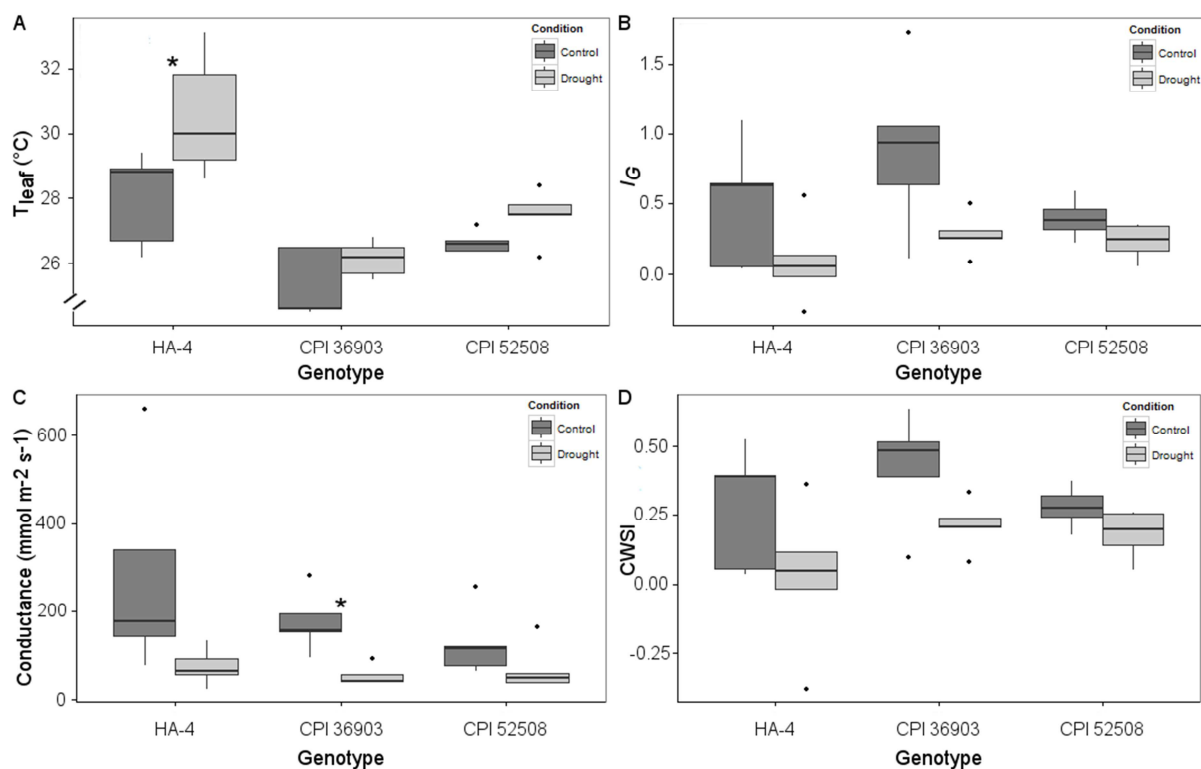 A
Condition
Control
Drought
*
32
30
28
26
T_leaf (°C)
HA-4 CPI 36903 CPI 52508
Genotype
B
Condition
Control
Drought
1.5
1.0
0.5
0.0
I_G
HA-4 CPI 36903 CPI 52508
Genotype
C
Condition
Control
Drought
*
600
400
200
0
Conductance (mmol m-2 s-1)
HA-4 CPI 36903 CPI 52508
Genotype
D
Condition
Control
Drought
0.50
0.25
0.00
-0.25
CWSI
HA-4 CPI 36903 CPI 52508
Genotype